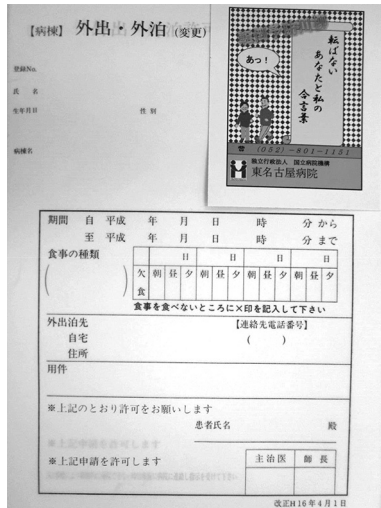 【病棟】 外出・外泊（変更）
登録No.
氏 名
生年月日 性別
病棟名
あっ！
転ばない
あなたと私の
合言葉
☎ (052)－801－1151
独立行政法人 国立病院機構
東名古屋病院
期間 自 平成 年 月 日 時 分から
至 平成 年 月 日 時 分まで
食事の種類 日 日 日 日
( ) 欠食 朝 昼 夕 朝 昼 夕 朝 昼 夕 朝 昼 夕
食事を食べないところに×印を記入して下さい
外出泊先 【連絡先電話番号】
自宅 ( )
住所
用件
※上記のとおり許可をお願いします
患者氏名 殿
※上記申請を許可します 主治医 師長
改正H16年4月1日